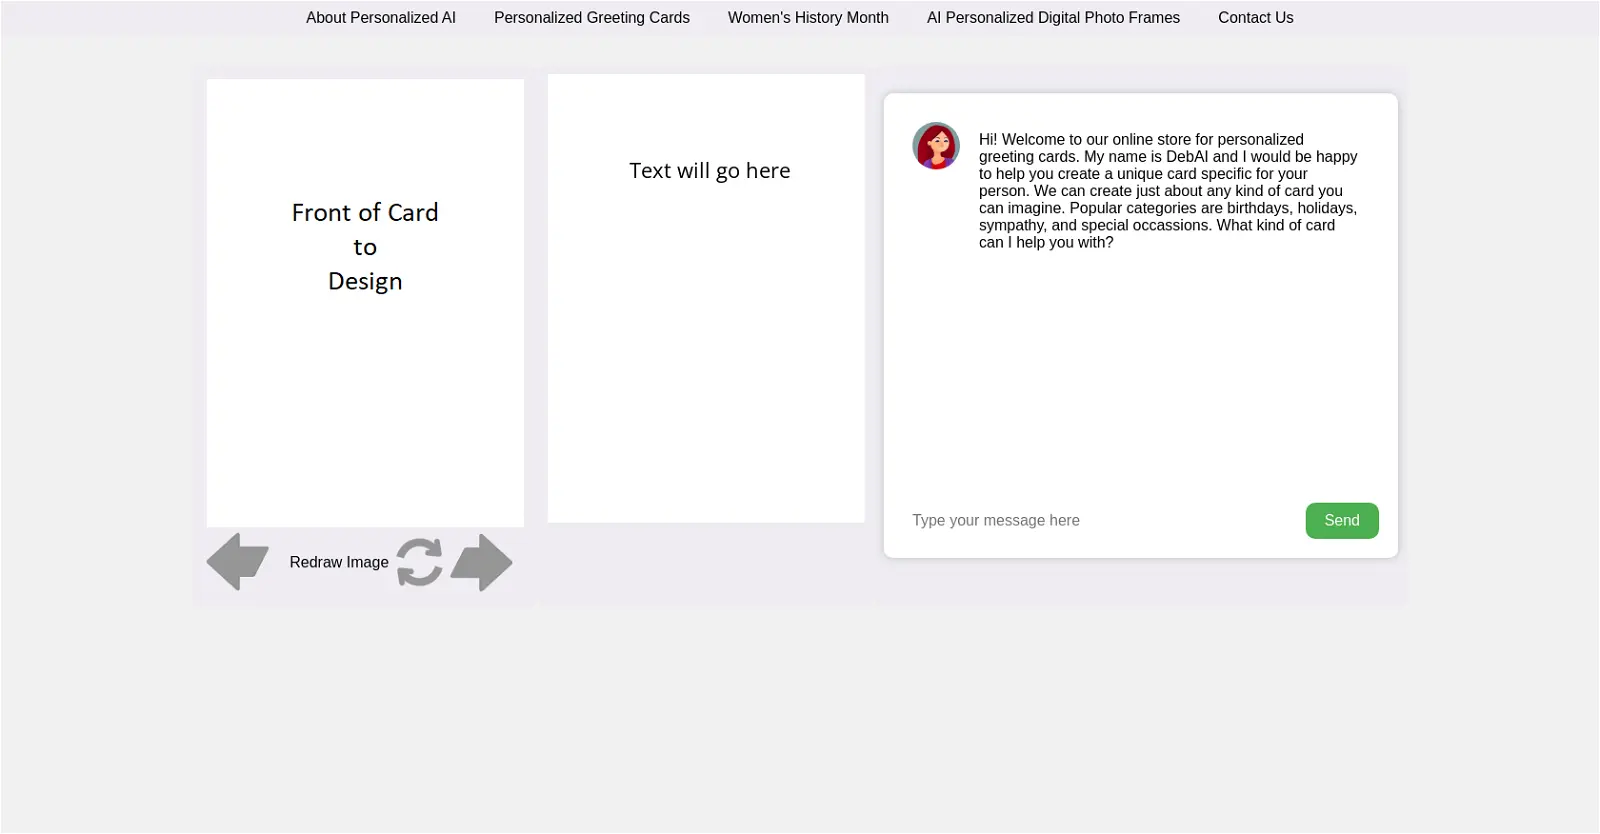 About Personalized AI Personalized Greeting Cards Women's History Month AI Personalized Digital Photo Frames Contact Us
Front of Card
to
Design
Redraw Image
Text will go here
Hi! Welcome to our online store for personalized
greeting cards. My name is DebAI and I would be happy
to help you create a unique card specific for your
person. We can create just about any kind of card you
can imagine. Popular categories are birthdays, holidays,
sympathy, and special occassions. What kind of card
can I help you with?
Type your message here
Send